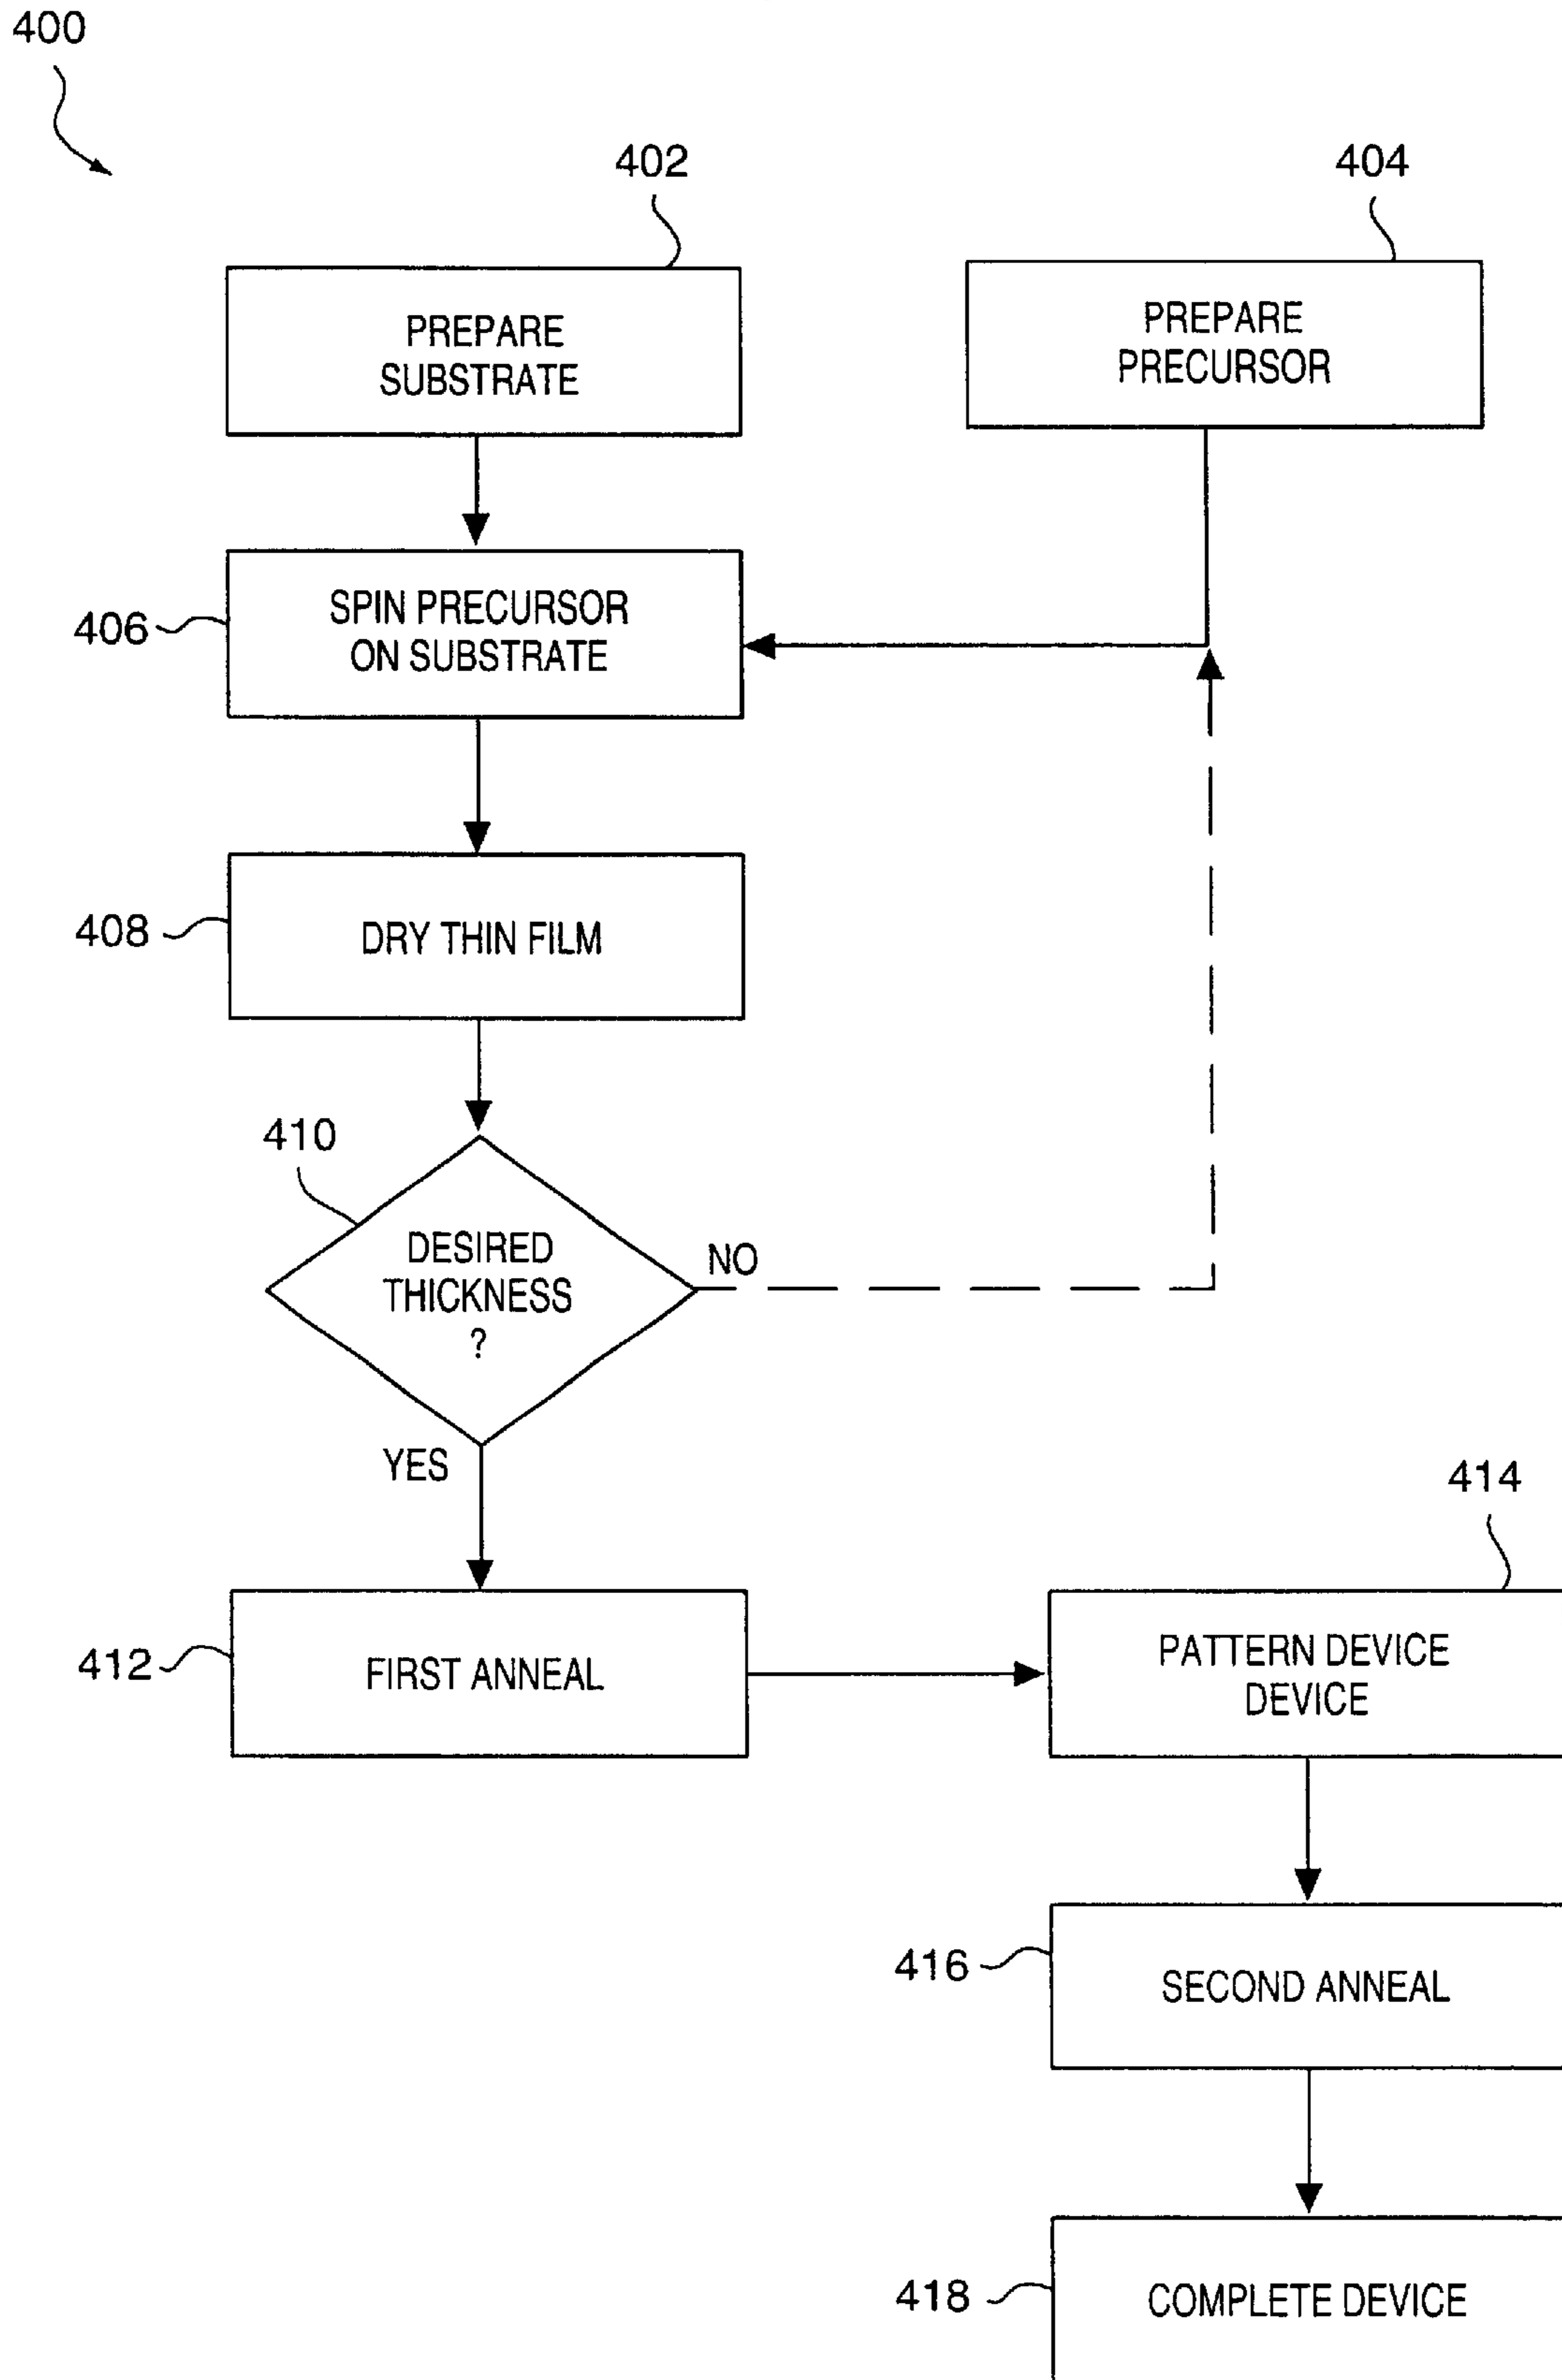 400
402
404
PREPARE
SUBSTRATE
PREPARE
PRECURSOR
406
SPIN PRECURSOR
ON SUBSTRATE
408
DRY THIN FILM
410
DESIRED
THICKNESS
?
NO
YES
412
FIRST ANNEAL
414
PATTERN DEVICE
DEVICE
416
SECOND ANNEAL
418
COMPLETE DEVICE